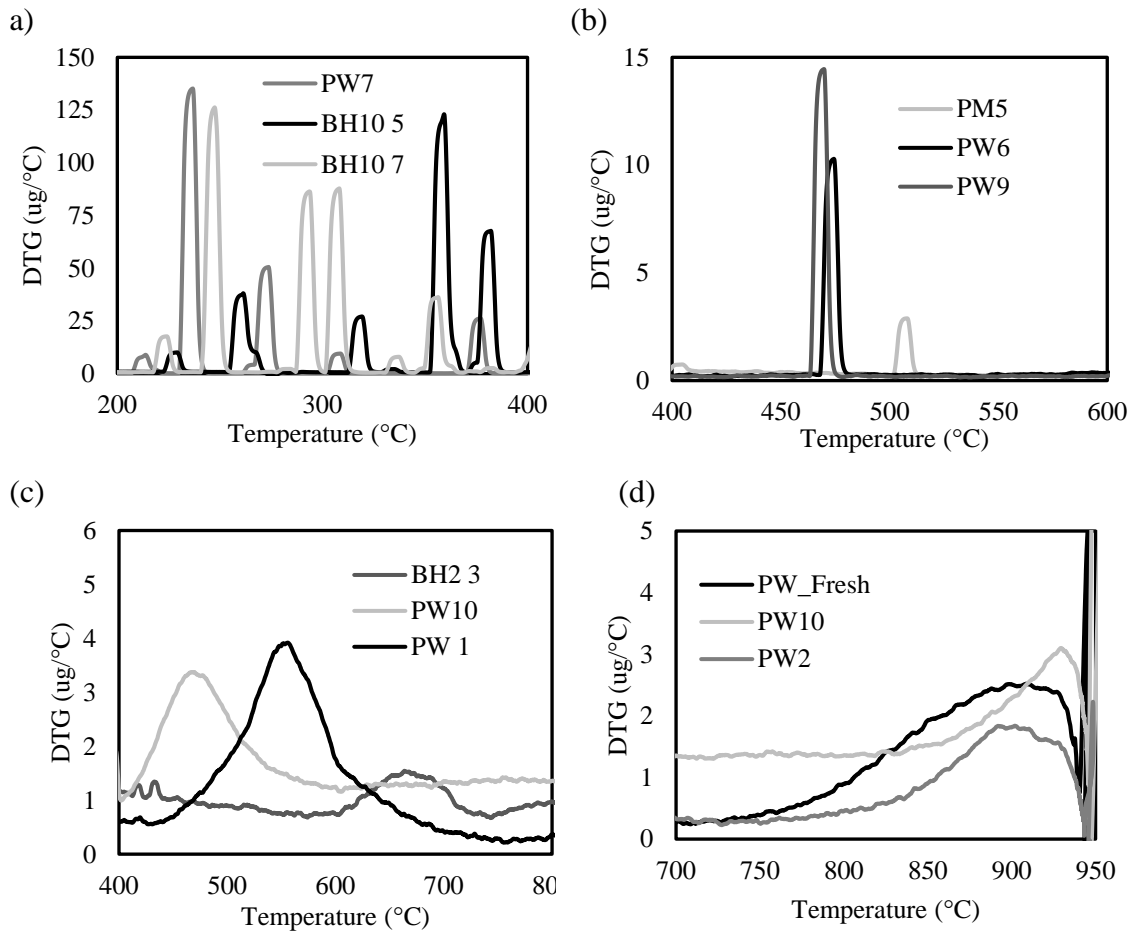 a)
150
125
100
75
50
25
0
DTG (ug/°C)
PW7
BH10 5
BH10 7
200
300
400
Temperature (°C)
(b)
15
10
5
0
DTG (ug/°C)
PM5
PW6
PW9
400
450
500
550
600
Temperature (°C)
(c)
6
5
4
3
2
1
0
DTG (ug/°C)
BH2 3
PW10
PW 1
400
500
600
700
80
Temperature (°C)
(d)
5
4
3
2
1
0
DTG (ug/°C)
PW_Fresh
PW10
PW2
700
750
800
850
900
950
Temperature (°C)